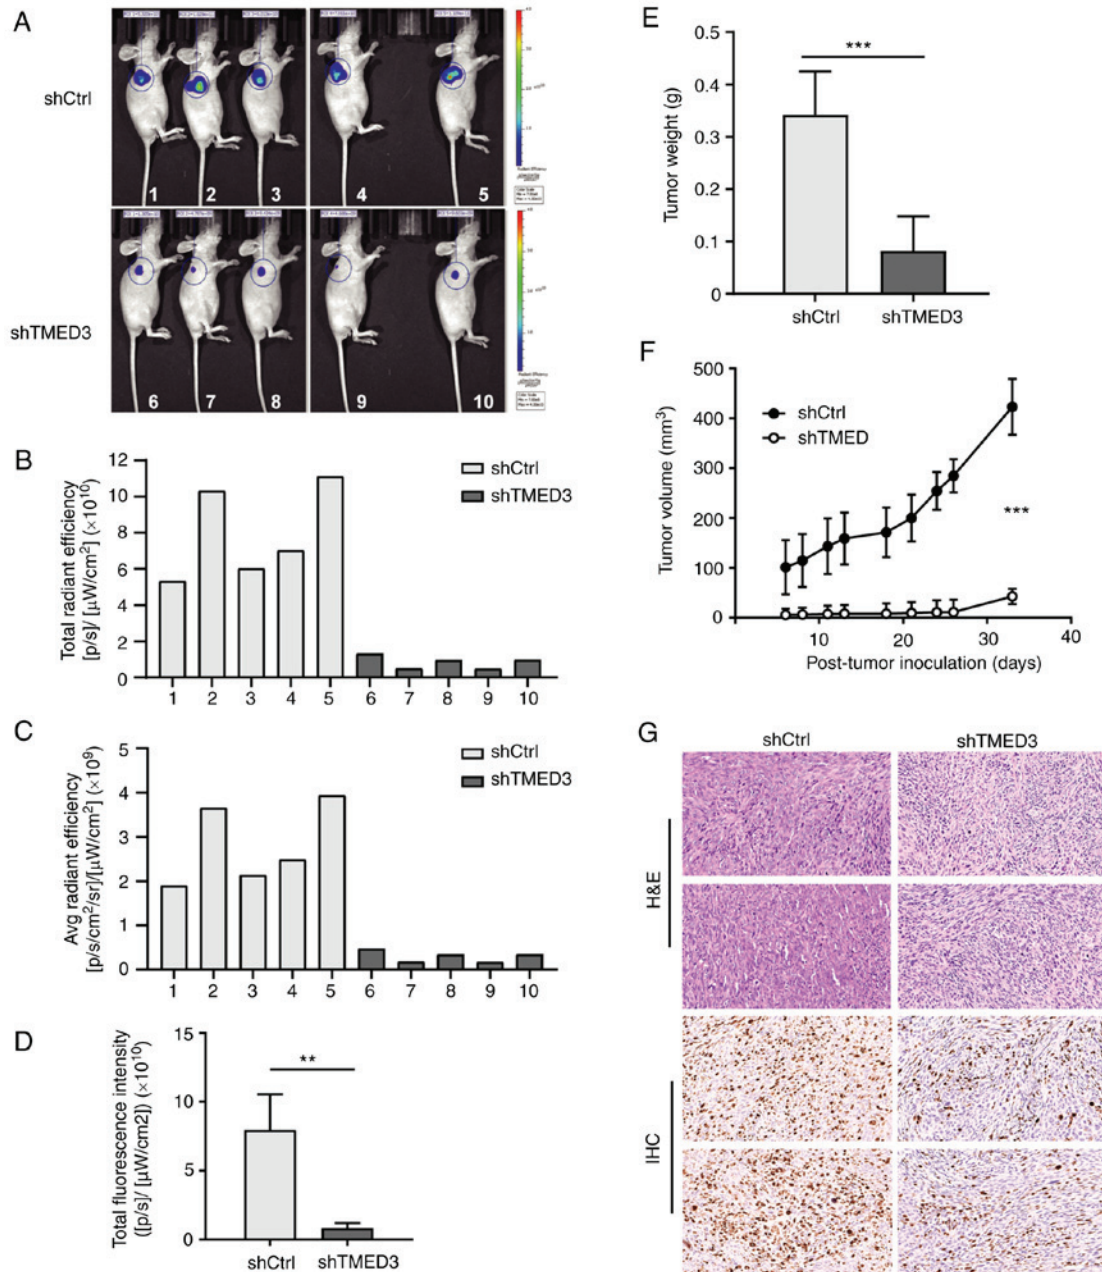 A
shCtrl
1 2 3 4 5
shTMED3
6 7 8 9 10
B
Total radiant efficiency
[p/s]/ [µW/cm²] (×10¹⁰)
12
10
8
6
4
2
0
shCtrl
shTMED3
1 2 3 4 5 6 7 8 9 10
C
Avg radiant efficiency
[p/s/cm²/sr]/[µW/cm²] (×10⁹)
5
4
3
2
1
0
shCtrl
shTMED3
1 2 3 4 5 6 7 8 9 10
D
Total fluorescence intensity
([p/s]/ [µW/cm2]) (×10¹⁰)
15
10
5
0
**
shCtrl shTMED3
E
Tumor weight (g)
0.5
0.4
0.3
0.2
0.1
0
***
shCtrl shTMED3
F
Tumor volume (mm³)
500
400
300
200
100
0
shCtrl
shTMED
***
10 20 30 40
Post-tumor inoculation (days)
G
shCtrl shTMED3
H&E
IHC